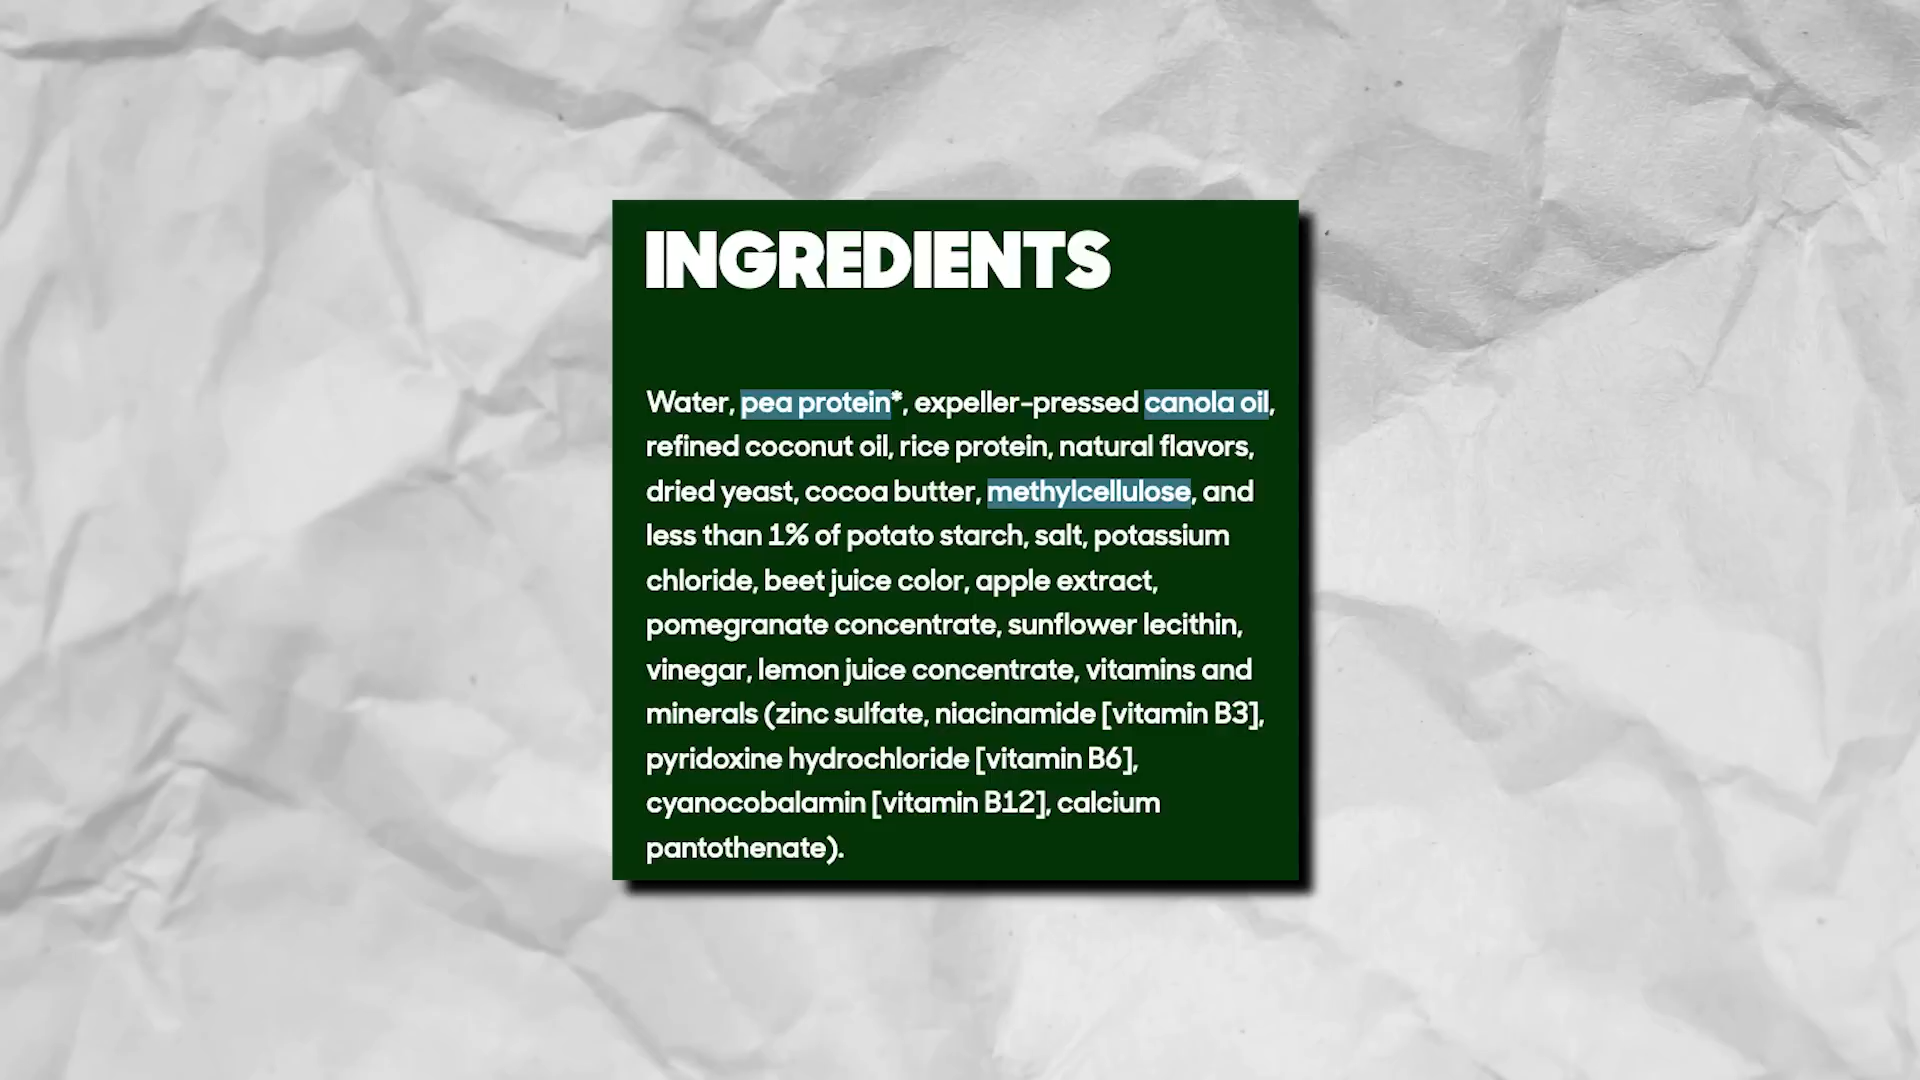 INGREDIENTS
Water, pea protein*, expeller-pressed canola oil,
refined coconut oil, rice protein, natural flavors,
dried yeast, cocoa butter, methylcellulose, and
less than 1% of potato starch, salt, potassium
chloride, beet juice color, apple extract,
pomegranate concentrate, sunflower lecithin,
vinegar, lemon juice concentrate, vitamins and
minerals (zinc sulfate, niacinamide [vitamin B3],
pyridoxine hydrochloride [vitamin B6],
cyanocobalamin [vitamin B12], calcium
pantothenate).